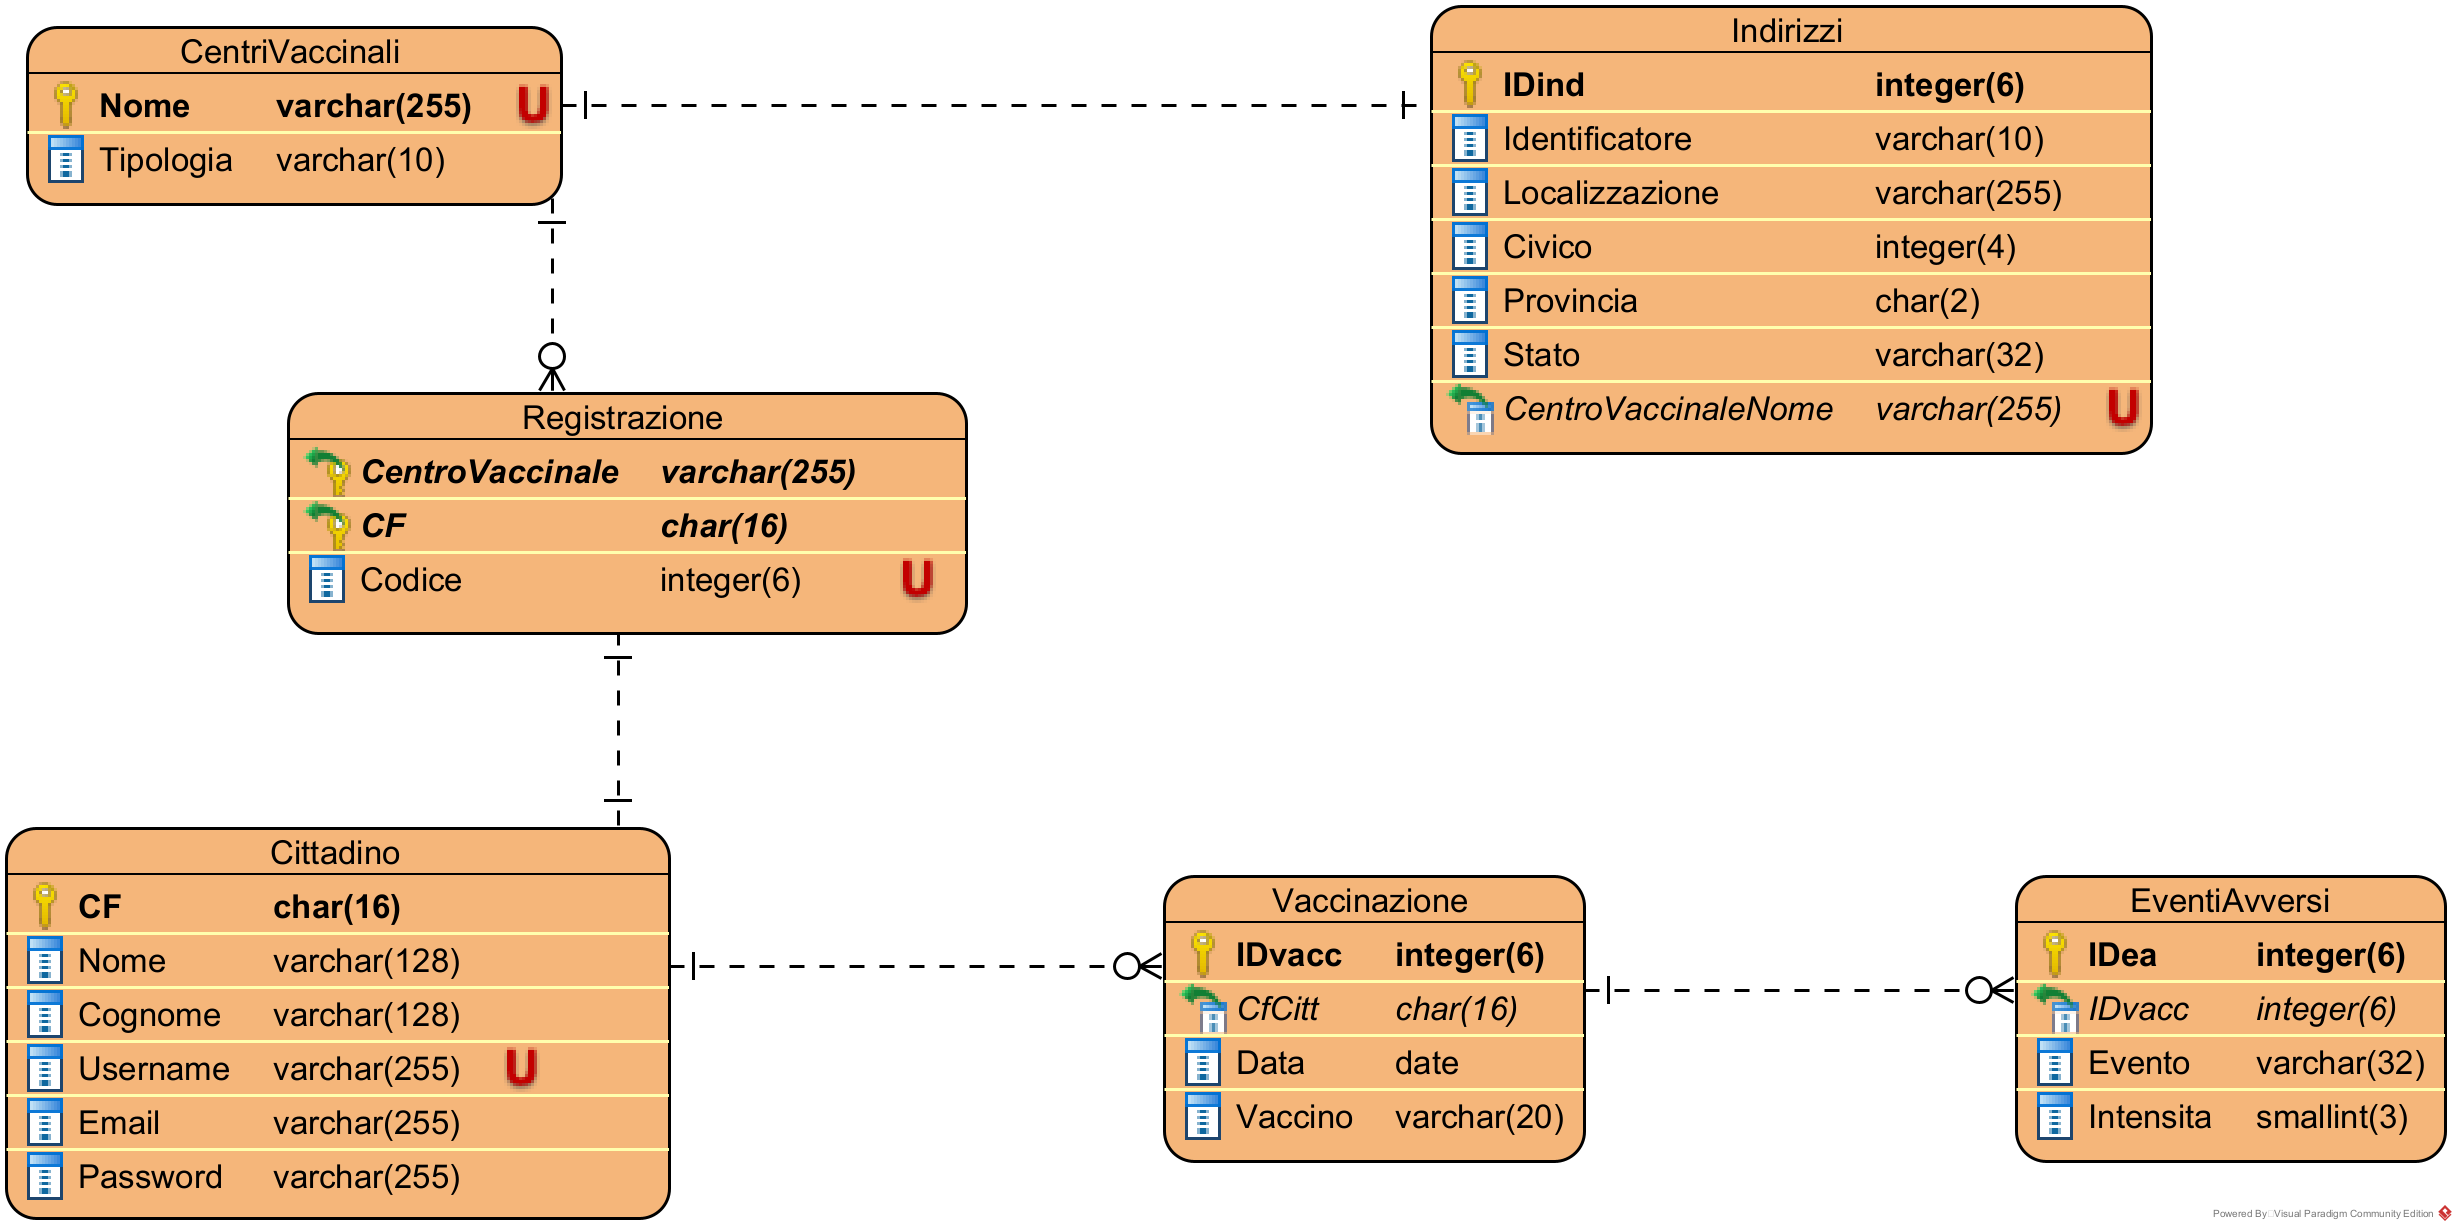 CentriVaccinali
Nome varchar(255) U
Tipologia varchar(10)
Indirizzi
IDind integer(6)
Identificatore varchar(10)
Localizzazione varchar(255)
Civico integer(4)
Provincia char(2)
Stato varchar(32)
CentroVaccinaleNome varchar(255) U
Registrazione
CentroVaccinale varchar(255)
CF char(16)
Codice integer(6) U
Cittadino
CF char(16)
Nome varchar(128)
Cognome varchar(128)
Username varchar(255) U
Email varchar(255)
Password varchar(255)
Vaccinazione
IDvacc integer(6)
CfCitt char(16)
Data date
Vaccino varchar(20)
EventiAvversi
IDea integer(6)
IDvacc integer(6)
Evento varchar(32)
Intensita smallint(3)
Powered By Visual Paradigm Community Edition